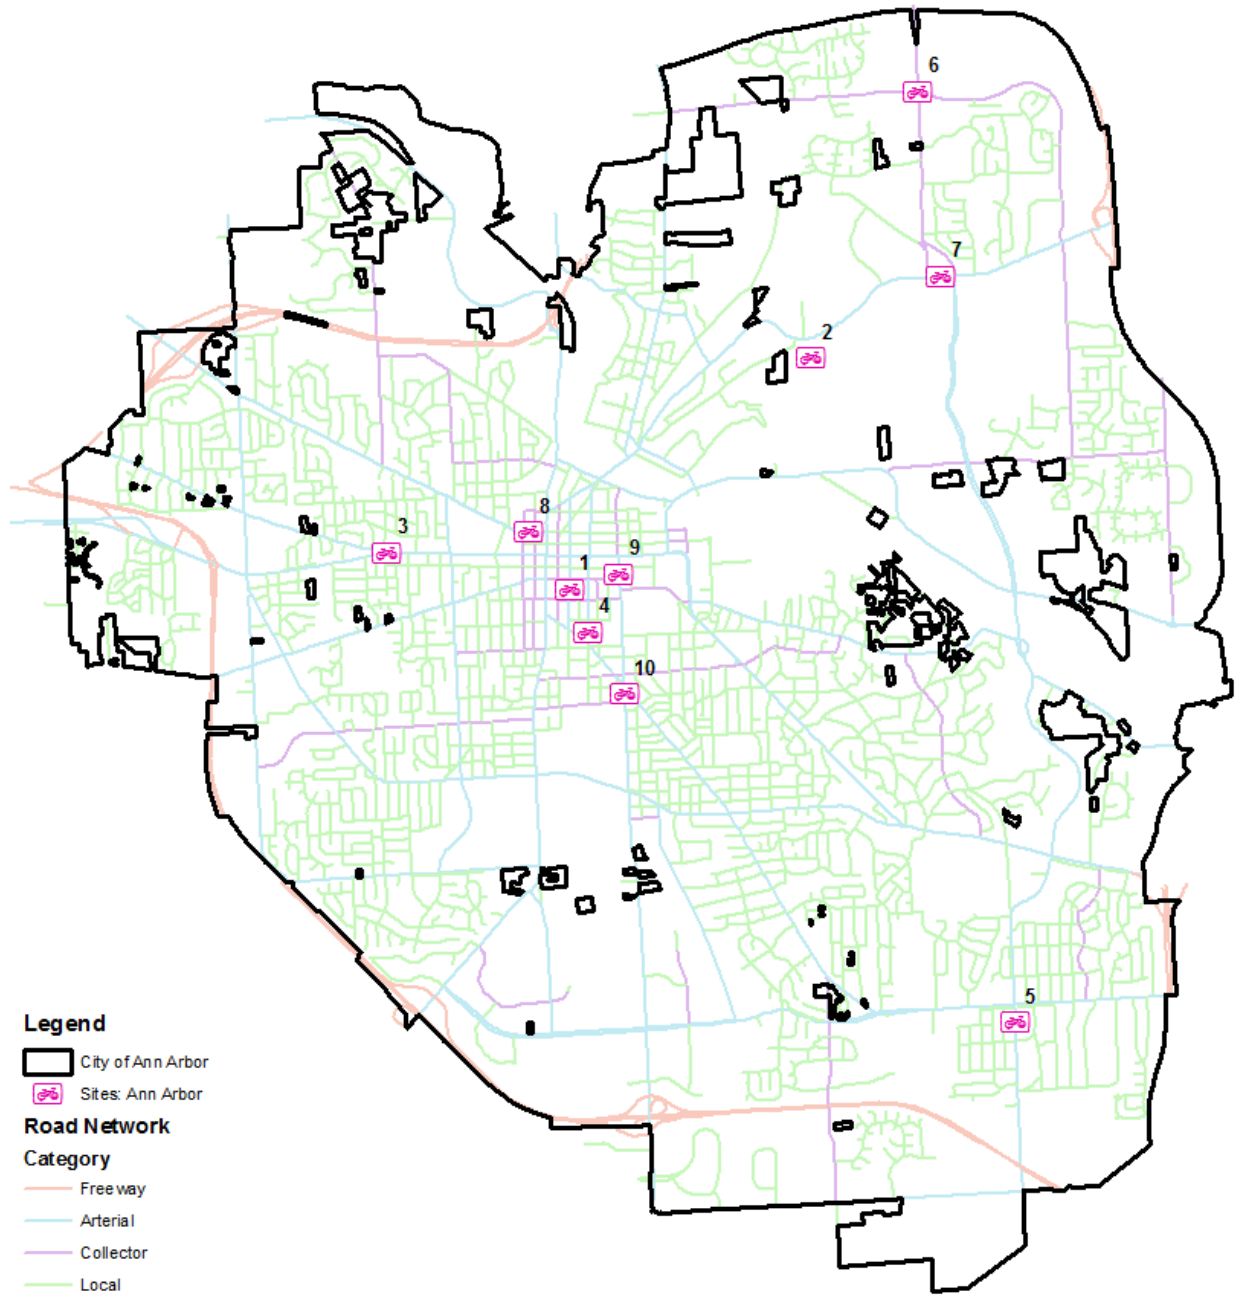 6
7
2
8
3
9
1
4
10
5
Legend
City of Ann Arbor
Sites: Ann Arbor
Road Network
Category
Freeway
Arterial
Collector
Local